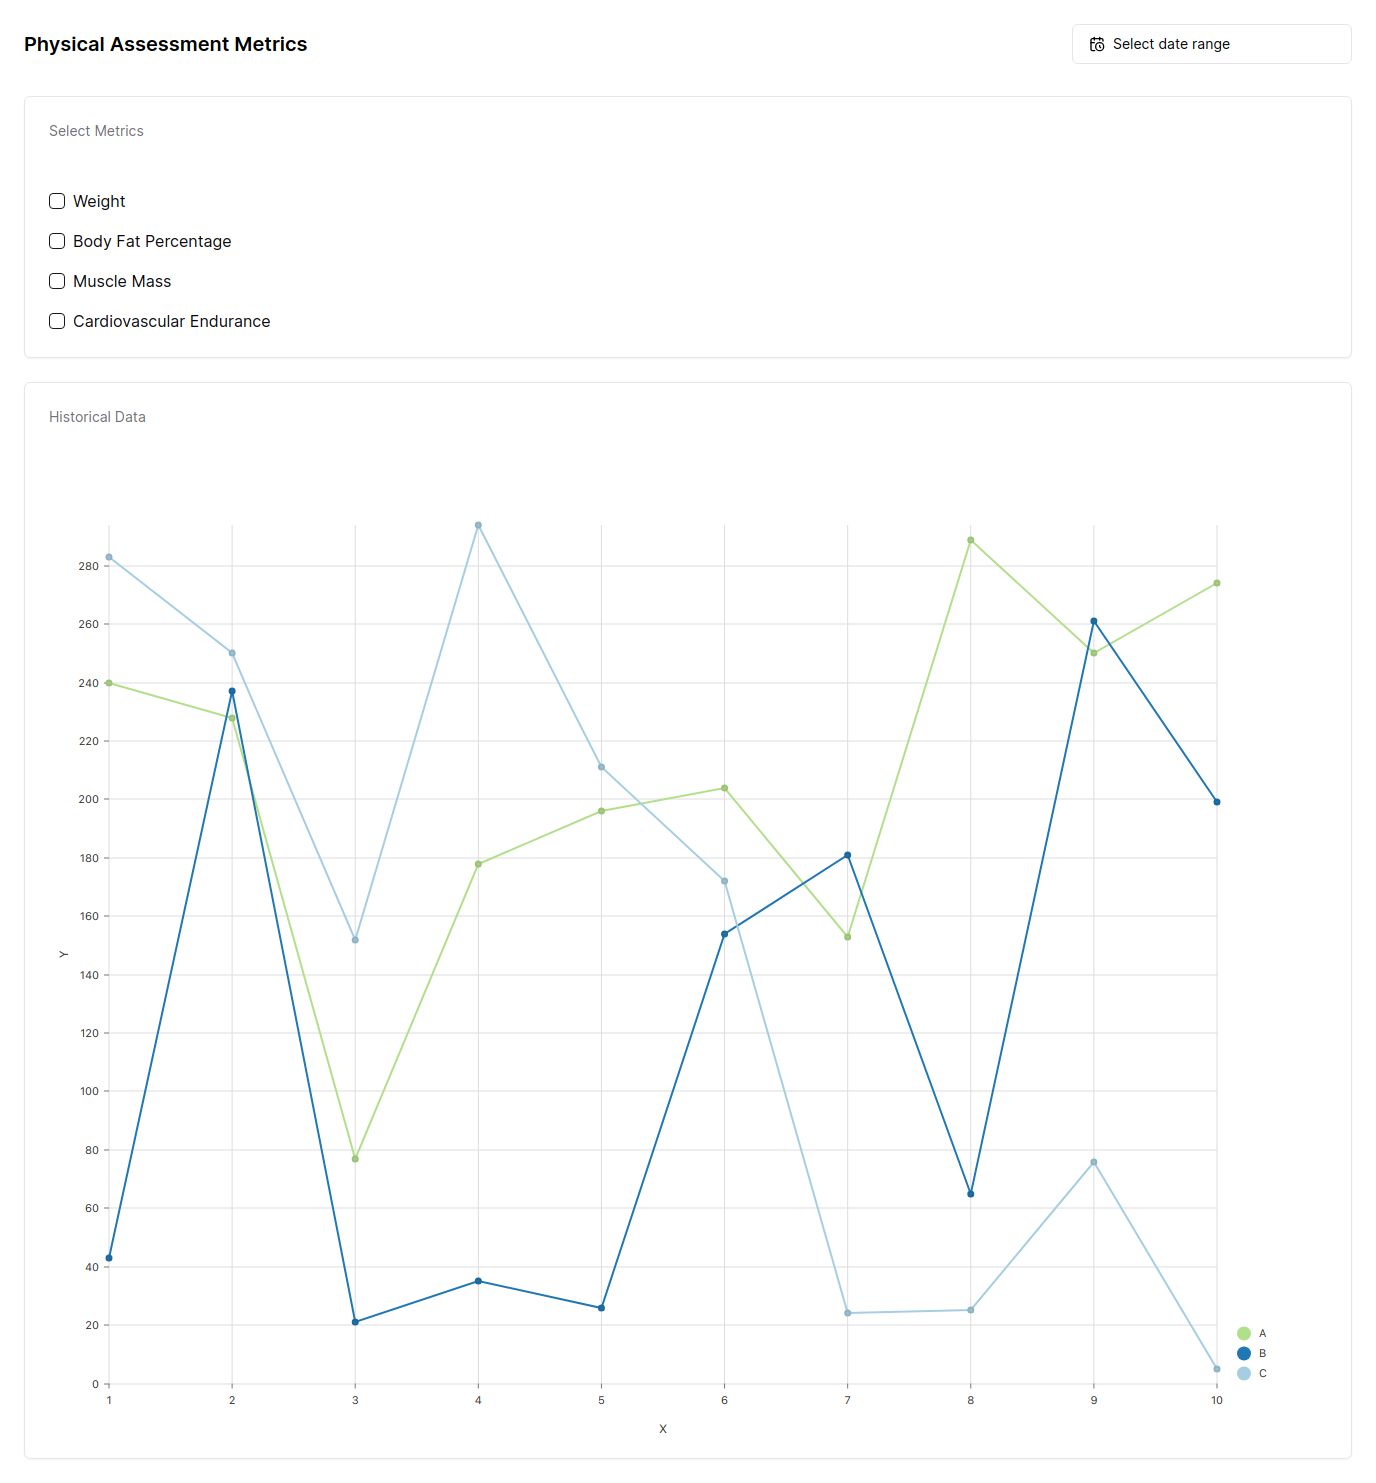 Physical Assessment Metrics
Select date range
Select Metrics
Weight
Body Fat Percentage
Muscle Mass
Cardiovascular Endurance
Historical Data
280
260
240
220
200
180
160
140
120
100
80
60
40
20
0
Y
1 2 3 4 5 6 7 8 9 10
X
A
B
C